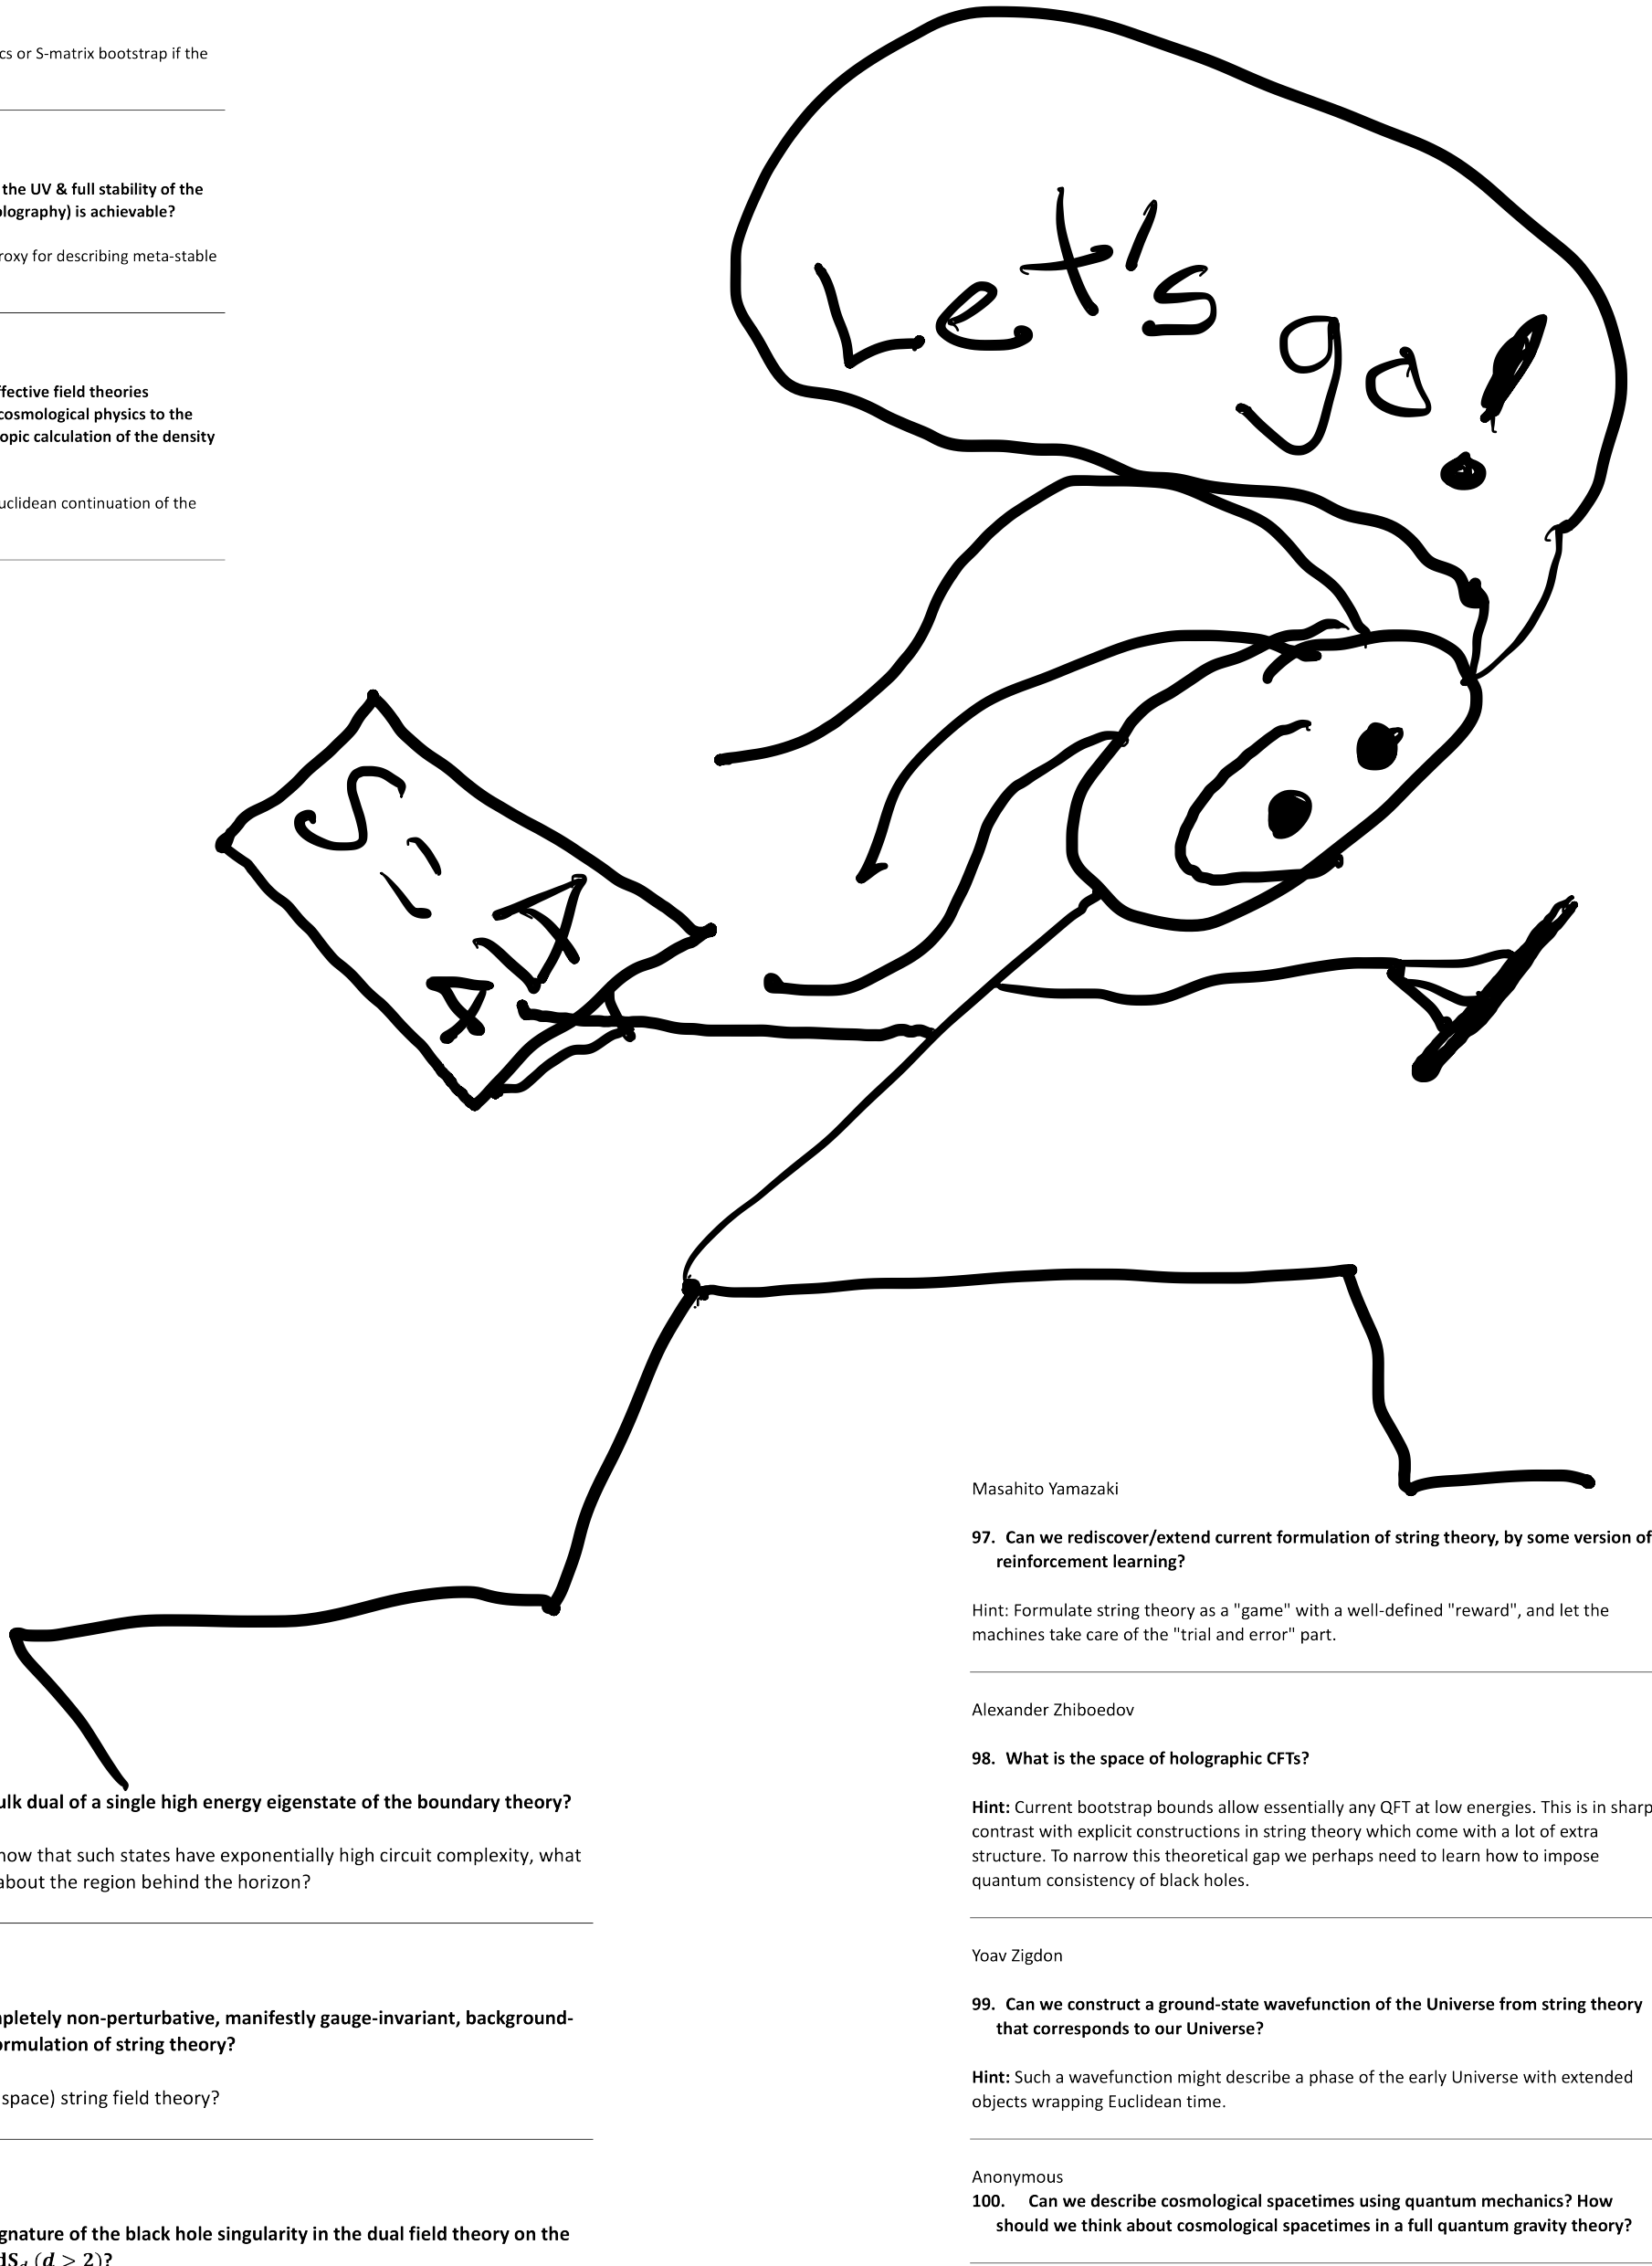 cs or S-matrix bootstrap if the
the UV & full stability of the
olography) is achievable?
roxy for describing meta-stable
ffective field theories
cosmological physics to the
opic calculation of the density
uclidean continuation of the
Let's go!
S = A
4
Masahito Yamazaki
97. Can we rediscover/extend current formulation of string theory, by some version of
reinforcement learning?
Hint: Formulate string theory as a "game" with a well-defined "reward", and let the
machines take care of the "trial and error" part.
Alexander Zhiboedov
98. What is the space of holographic CFTs?
Hint: Current bootstrap bounds allow essentially any QFT at low energies. This is in sharp
contrast with explicit constructions in string theory which come with a lot of extra
structure. To narrow this theoretical gap we perhaps need to learn how to impose
quantum consistency of black holes.
Yoav Zigdon
99. Can we construct a ground-state wavefunction of the Universe from string theory
that corresponds to our Universe?
Hint: Such a wavefunction might describe a phase of the early Universe with extended
objects wrapping Euclidean time.
Anonymous
100. Can we describe cosmological spacetimes using quantum mechanics? How
should we think about cosmological spacetimes in a full quantum gravity theory?
ulk dual of a single high energy eigenstate of the boundary theory?
now that such states have exponentially high circuit complexity, what
about the region behind the horizon?
npletely non-perturbative, manifestly gauge-invariant, background-
ormulation of string theory?
space) string field theory?
gnature of the black hole singularity in the dual field theory on the
dS_d (d > 2)?